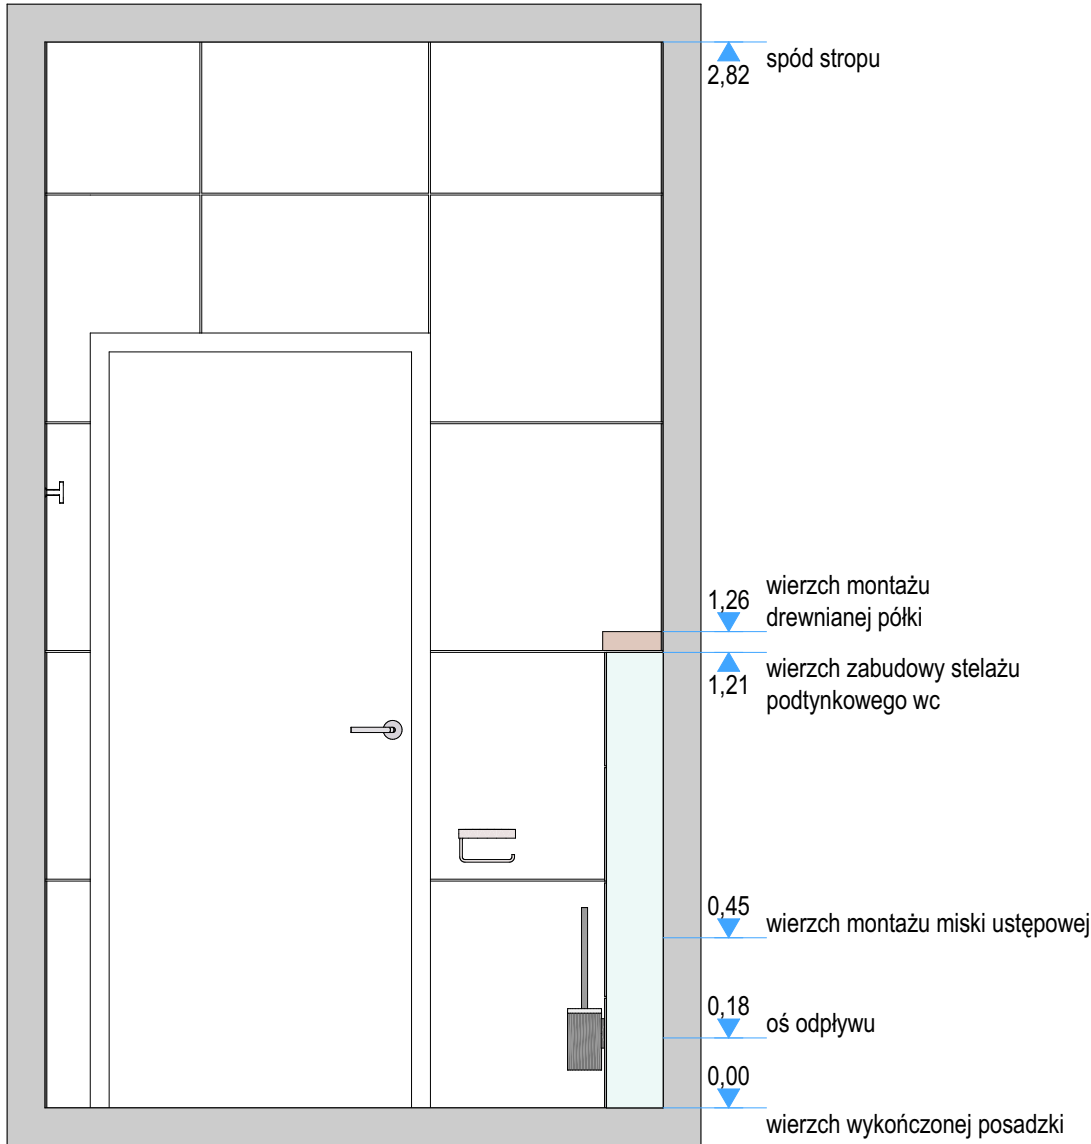 spód stropu
2,82
wierzch montażu
1,26
drewnianej półki
wierzch zabudowy stelażu
1,21
podtynkowego wc
0,45
wierzch montażu miski ustępowej
0,18
oś odpływu
0,00
wierzch wykończonej posadzki